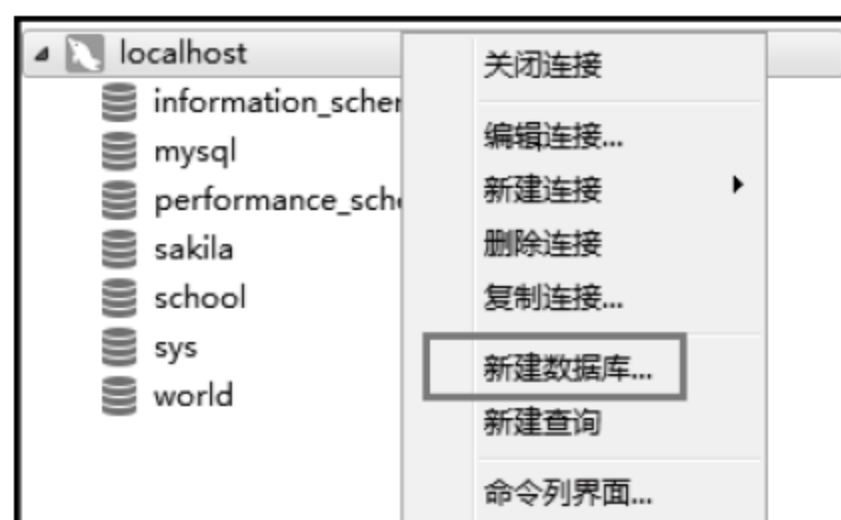 localhost
information_scher
mysql
performance_sch
sakila
school
sys
world
关闭连接
编辑连接...
新建连接
删除连接
复制连接...
新建数据库...
新建查询
命令列界面...